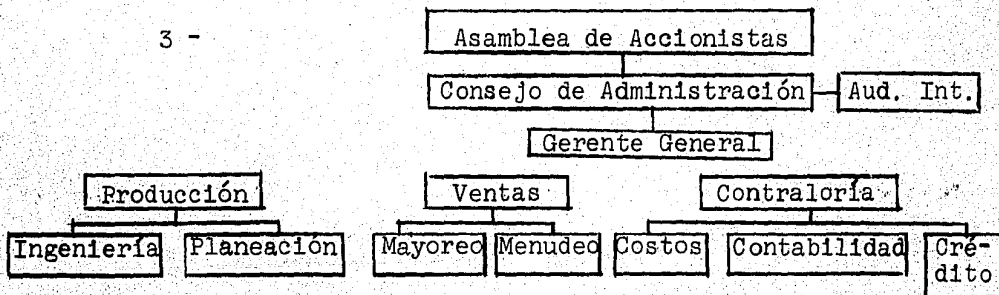 3 -
Asamblea de Accionistas
Consejo de Administración
Aud. Int.
Gerente General
Producción
Ventas
Contraloría
Ingeniería
Planeación
Mayoreo
Menudeo
Costos
Contabilidad
Cré-
dito